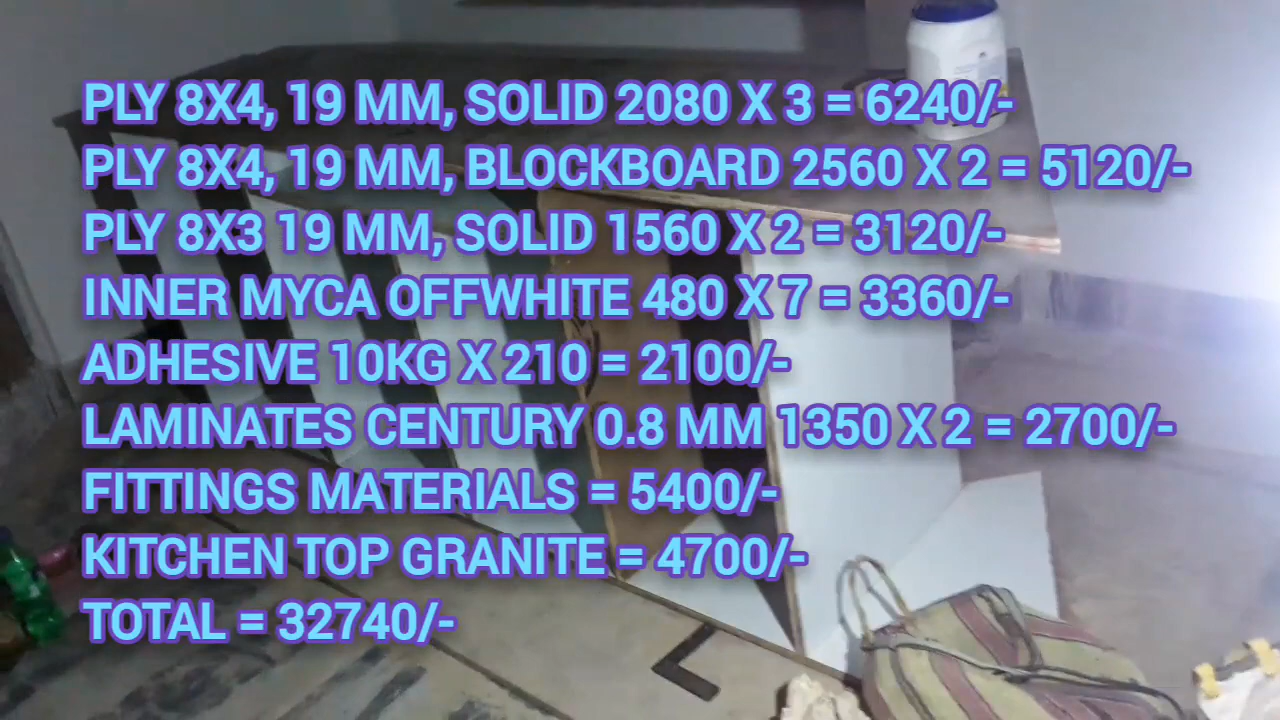 PLY 8X4, 19 MM, SOLID 2080 X 3 = 6240/-
PLY 8X4, 19 MM, BLOCKBOARD 2560 X 2 = 5120/-
PLY 8X3 19 MM, SOLID 1560 X 2 = 3120/-
INNER MYCA OFFWHITE 480 X 7 = 3360/-
ADHESIVE 10KG X 210 = 2100/-
LAMINATES CENTURY 0.8 MM 1350 X 2 = 2700/-
FITTINGS MATERIALS = 5400/-
KITCHEN TOP GRANITE = 4700/-
TOTAL = 32740/-